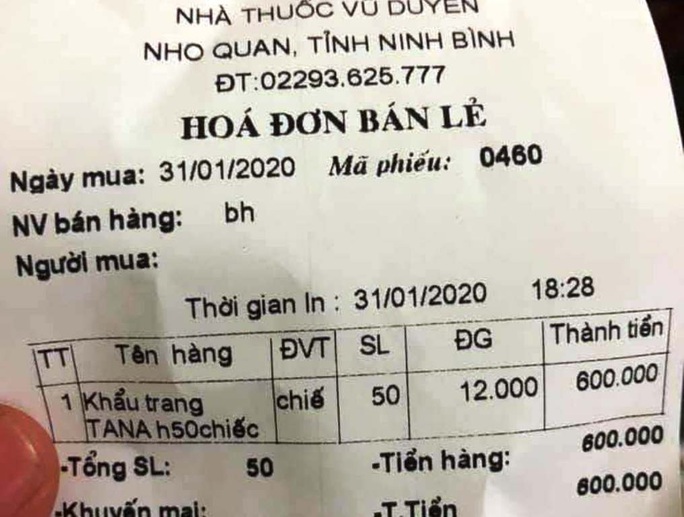 NHÀ THUỐC VŨ DUYÊN
NHO QUAN, TỈNH NINH BÌNH
ĐT:02293.625.777
HOÁ ĐƠN BÁN LẺ
Ngày mua: 31/01/2020 Mã phiếu: 0460
NV bán hàng: bh
Người mua:
Thời gian In : 31/01/2020 18:28
TT Tên hàng ĐVT SL ĐG Thành tiền
1 Khẩu trang chiế 50 12.000 600.000
TANA h50chiếc
-Tổng SL: 50 -Tiền hàng: 600.000
-Khuyến mại: -T.Tiền 600.000